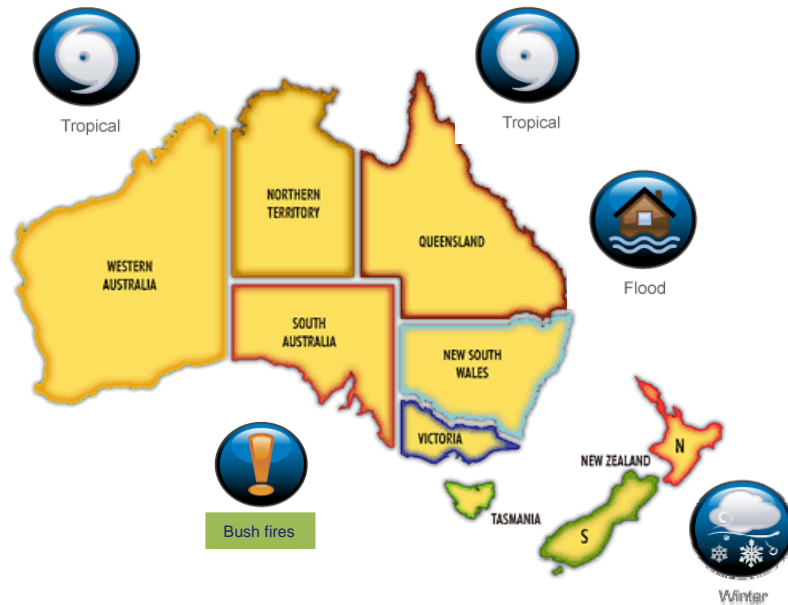 Tropical
Tropical
NORTHERN
TERRITORY
QUEENSLAND
WESTERN
AUSTRALIA
Flood
SOUTH
AUSTRALIA
NEW SOUTH
WALES
VICTORIA
N
NEW ZEALAND
TASMANIA
S
Bush fires
Winter